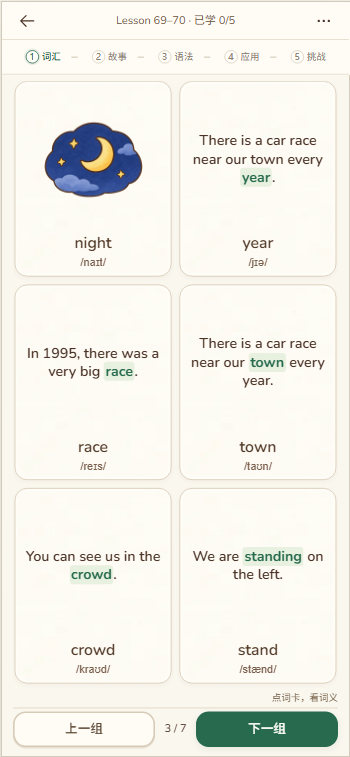 Lesson 69–70 · 已学 0/5
1 词汇 – 2 故事 – 3 语法 – 4 应用 – 5 挑战
night
/naɪt/
There is a car race
near our town every
year.
year
/jɪə/
In 1995, there was a
very big race.
race
/reɪs/
There is a car race
near our town every
year.
town
/taʊn/
You can see us in the
crowd.
crowd
/kraʊd/
We are standing on
the left.
stand
/stænd/
点词卡，看词义
上一组
3 / 7
下一组